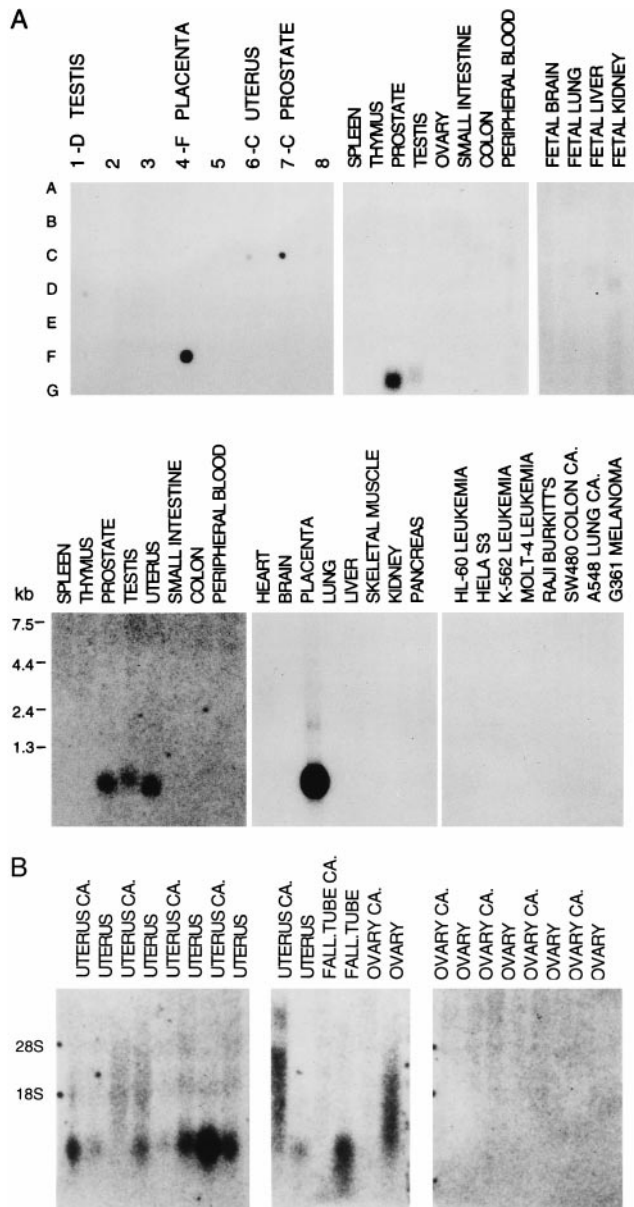 A
1 -D TESTIS
2
3
4 -F PLACENTA
5
6 -C UTERUS
7 -C PROSTATE
8
SPLEEN
THYMUS
PROSTATE
TESTIS
OVARY
SMALL INTESTINE
COLON
PERIPHERAL BLOOD
FETAL BRAIN
FETAL LUNG
FETAL LIVER
FETAL KIDNEY
A
B
C
D
E
F
G
kb
SPLEEN
THYMUS
PROSTATE
TESTIS
UTERUS
SMALL INTESTINE
COLON
PERIPHERAL BLOOD
HEART
BRAIN
PLACENTA
LUNG
LIVER
SKELETAL MUSCLE
KIDNEY
PANCREAS
HL-60 LEUKEMIA
HELA S3
K-562 LEUKEMIA
MOLT-4 LEUKEMIA
RAJI BURKITT'S
SW480 COLON CA.
A548 LUNG CA.
G361 MELANOMA
7.5
4.4
2.4
1.3
B
UTERUS CA.
UTERUS
UTERUS CA.
UTERUS
UTERUS CA.
UTERUS
UTERUS CA.
UTERUS
UTERUS CA.
UTERUS
FALL.TUBE CA.
FALL.TUBE
OVARY CA.
OVARY
OVARY CA.
OVARY
OVARY CA.
OVARY
OVARY CA.
OVARY
OVARY CA.
OVARY
28S
18S